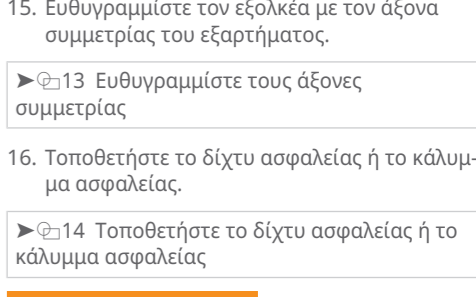 15. Ευθυγραμμίστε τον εξολκέα με τον άξονα
συμμετρίας του εξαρτήματος.
➤ 13 Ευθυγραμμίστε τους άξονες
συμμετρίας
16. Τοποθετήστε το δίχτυ ασφαλείας ή το κάλυμ-
μα ασφαλείας.
➤ 14 Τοποθετήστε το δίχτυ ασφαλείας ή το
κάλυμμα ασφαλείας